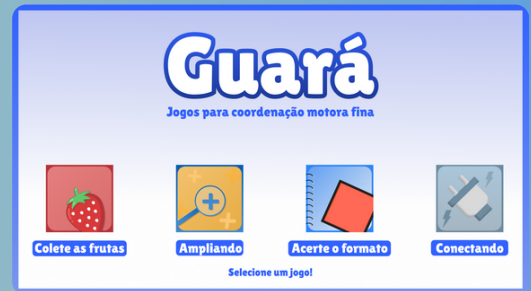 Guará
Jogos para coordenação motora fina
Colete as frutas
Ampliando
Acerte o formato
Conectando
Selecione um jogo!